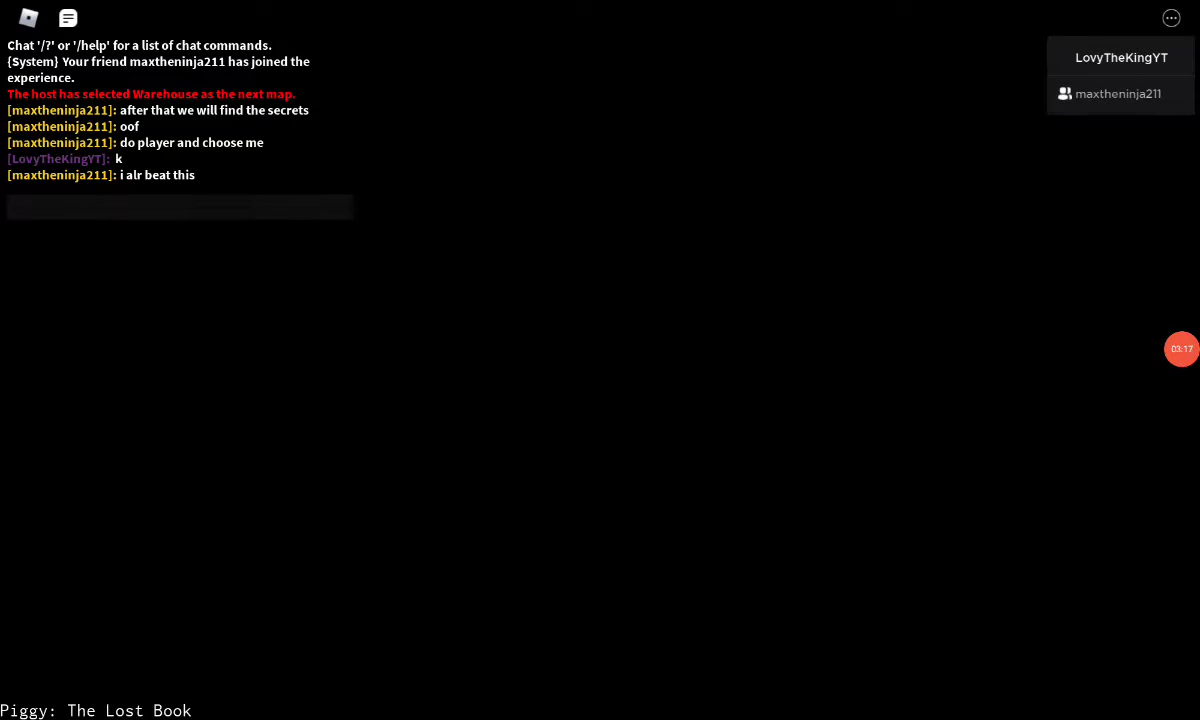 Chat '/?' or '/help' for a list of chat commands.
{System} Your friend maxtheninja211 has joined the
experience.
The host has selected Warehouse as the next map.
[maxtheninja211]: after that we will find the secrets
[maxtheninja211]: oof
[maxtheninja211]: do player and choose me
[LovyTheKingYT]: k
[maxtheninja211]: i alr beat this
LovyTheKingYT
maxtheninja211
03:17
Piggy: The Lost Book